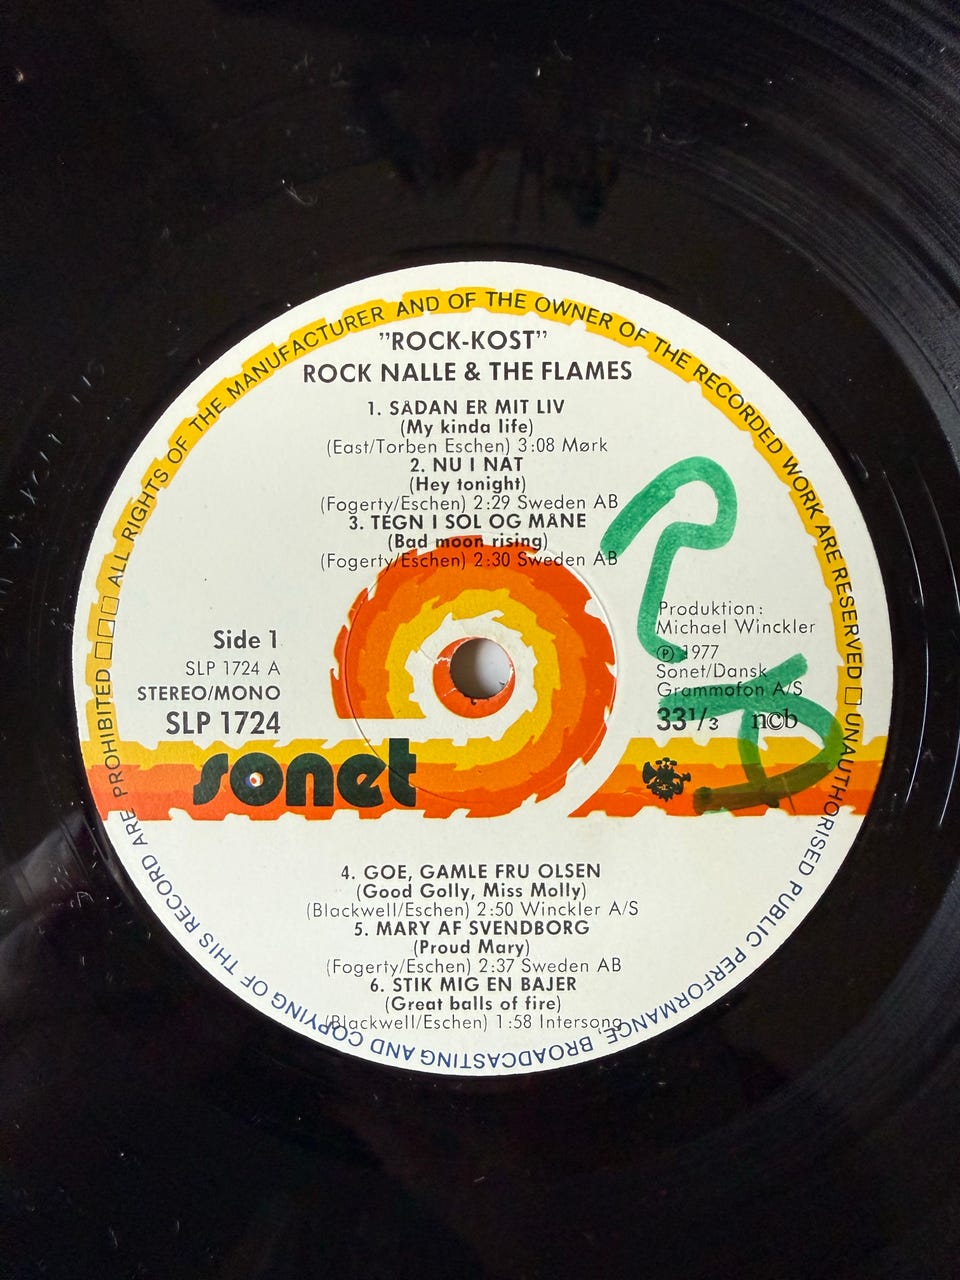 "ROCK-KOST"
ROCK NALLE & THE FLAMES
1. SÅDAN ER MIT LIV
(My kinda life)
(East/Torben Eschen) 3:08 Mørk
2. NU I NAT
(Hey tonight)
(Fogerty/Eschen) 2:29 Sweden AB
3. TEGN I SOL OG MÅNE
(Bad moon rising)
(Fogerty/Eschen) 2:30 Sweden AB
Side 1
SLP 1724 A
STEREO/MONO
SLP 1724
Produktion:
Michael Winckler
Ⓟ 1977
Sonet/Dansk
Grammofon A/S
33⅓ n©b
sonet
4. GOE, GAMLE FRU OLSEN
(Good Golly, Miss Molly)
(Blackwell/Eschen) 2:50 Winckler A/S
5. MARY AF SVENDBORG
(Proud Mary)
(Fogerty/Eschen) 2:37 Sweden AB
6. STIK MIG EN BAJER
(Great balls of fire)
(Blackwell/Eschen) 1:58 Intersong
ALL RIGHTS OF THE MANUFACTURER AND OF THE OWNER OF THE RECORDED WORK ARE RESERVED □ UNAUTHORISED PUBLIC PERFORMANCE, BROADCASTING AND COPYING OF THIS RECORD ARE PROHIBITED □□□